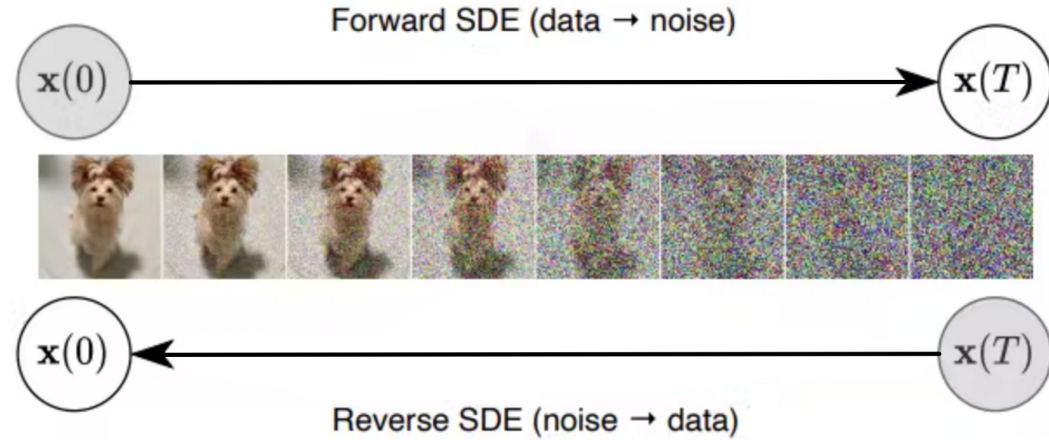 Forward SDE (data → noise)
x(0)
x(T)
x(0)
x(T)
Reverse SDE (noise → data)